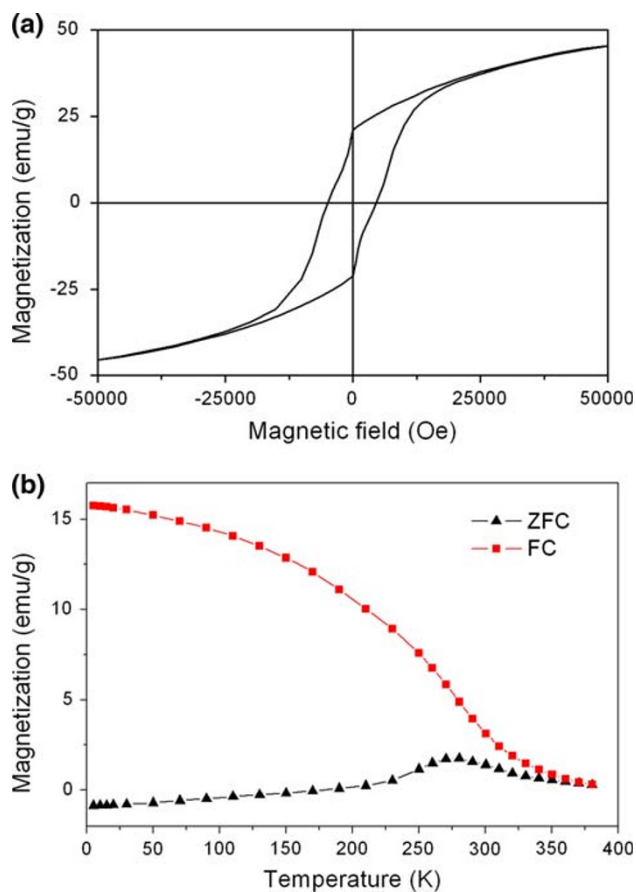 (a)
50
25
0
-25
-50
Magnetization (emu/g)
-50000 -25000 0 25000 50000
Magnetic field (Oe)
(b)
ZFC
FC
15
10
5
0
Magnetization (emu/g)
0 50 100 150 200 250 300 350 400
Temperature (K)